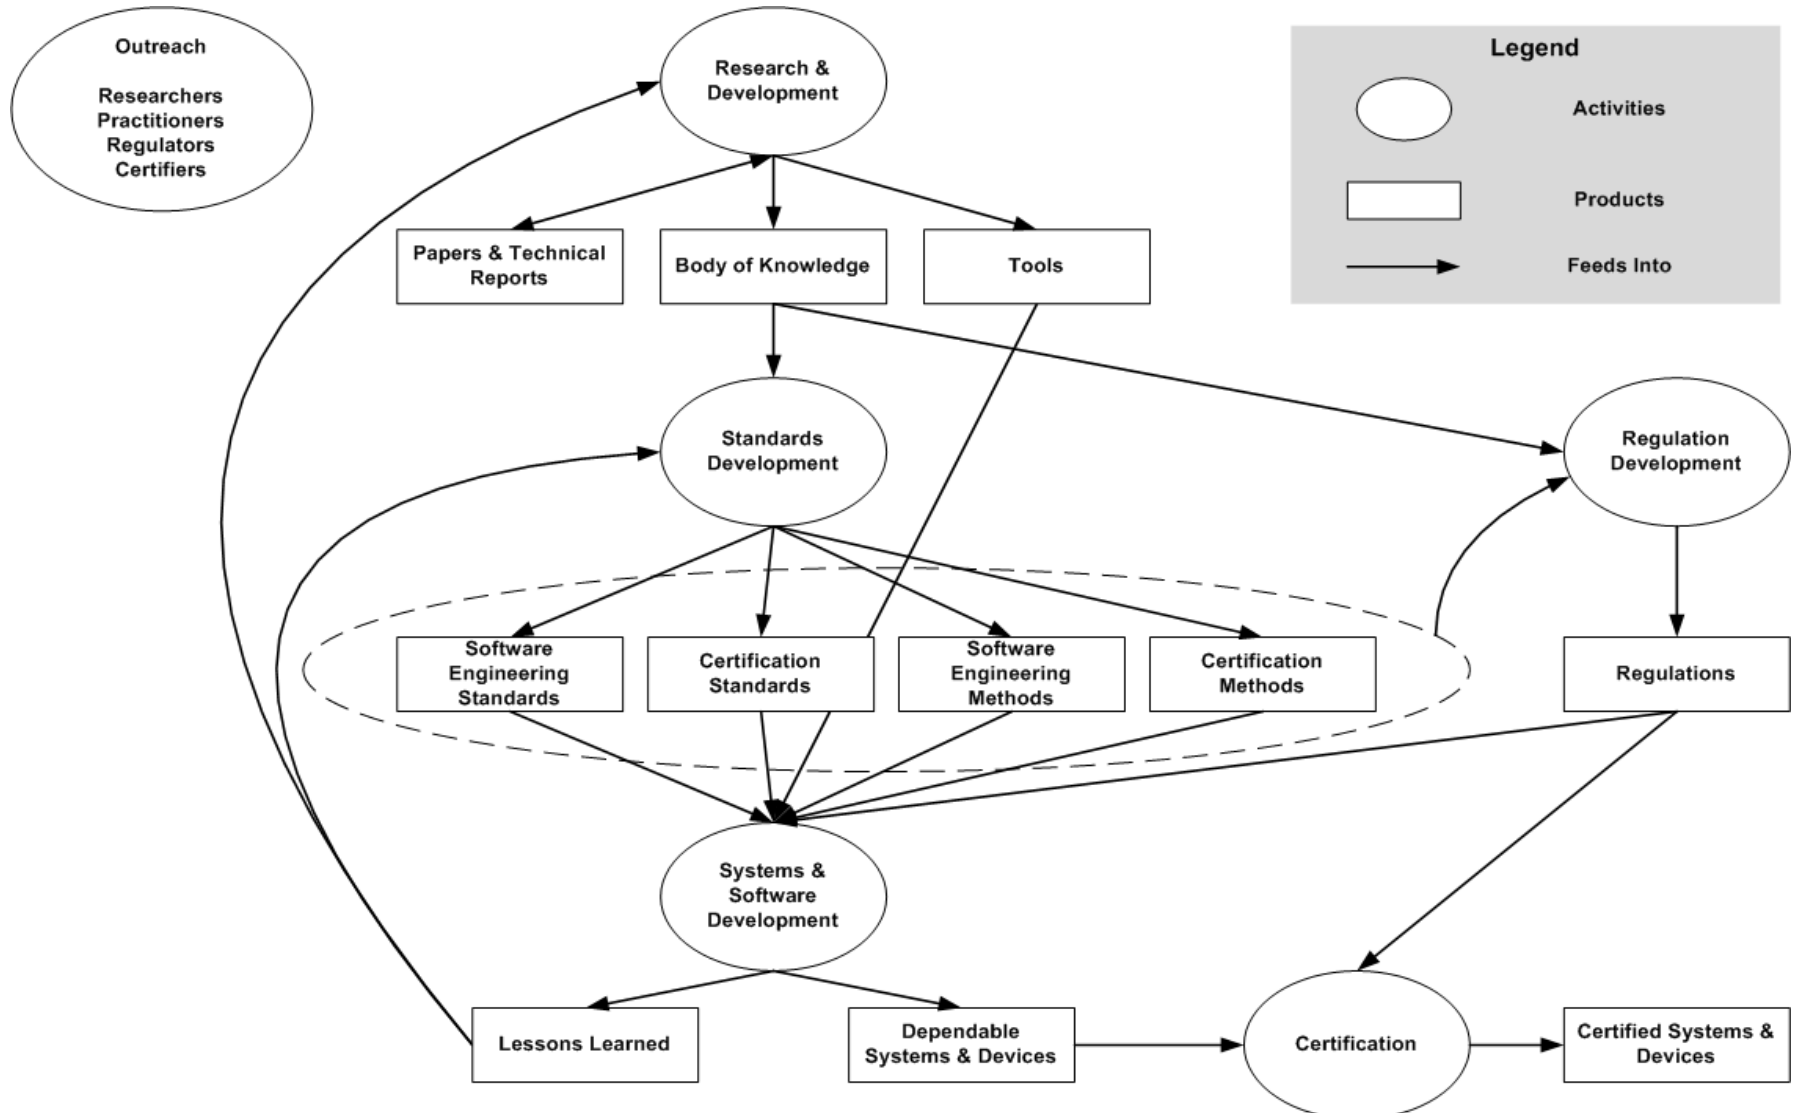 Outreach
Researchers
Practitioners
Regulators
Certifiers
Research &
Development
Legend
Activities
Products
Feeds Into
Papers & Technical
Reports
Body of Knowledge
Tools
Standards
Development
Regulation
Development
Software
Engineering
Standards
Certification
Standards
Software
Engineering
Methods
Certification
Methods
Regulations
Systems &
Software
Development
Lessons Learned
Dependable
Systems & Devices
Certification
Certified Systems &
Devices